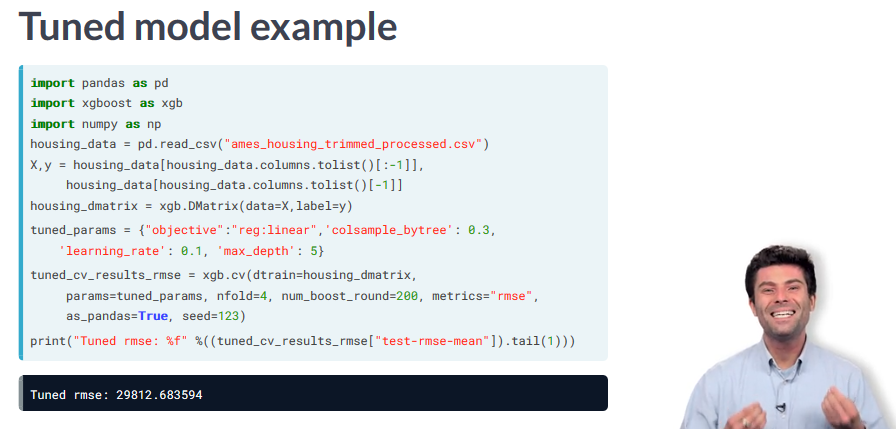 Tuned model example
import pandas as pd
import xgboost as xgb
import numpy as np
housing_data = pd.read_csv("ames_housing_trimmed_processed.csv")
X,y = housing_data[housing_data.columns.tolist()[:-1]],
     housing_data[housing_data.columns.tolist()[-1]]
housing_dmatrix = xgb.DMatrix(data=X,label=y)
tuned_params = {"objective":"reg:linear",'colsample_bytree': 0.3,
    'learning_rate': 0.1, 'max_depth': 5}
tuned_cv_results_rmse = xgb.cv(dtrain=housing_dmatrix,
     params=tuned_params, nfold=4, num_boost_round=200, metrics="rmse",
     as_pandas=True, seed=123)
print("Tuned rmse: %f" %((tuned_cv_results_rmse["test-rmse-mean"]).tail(1)))
Tuned rmse: 29812.683594